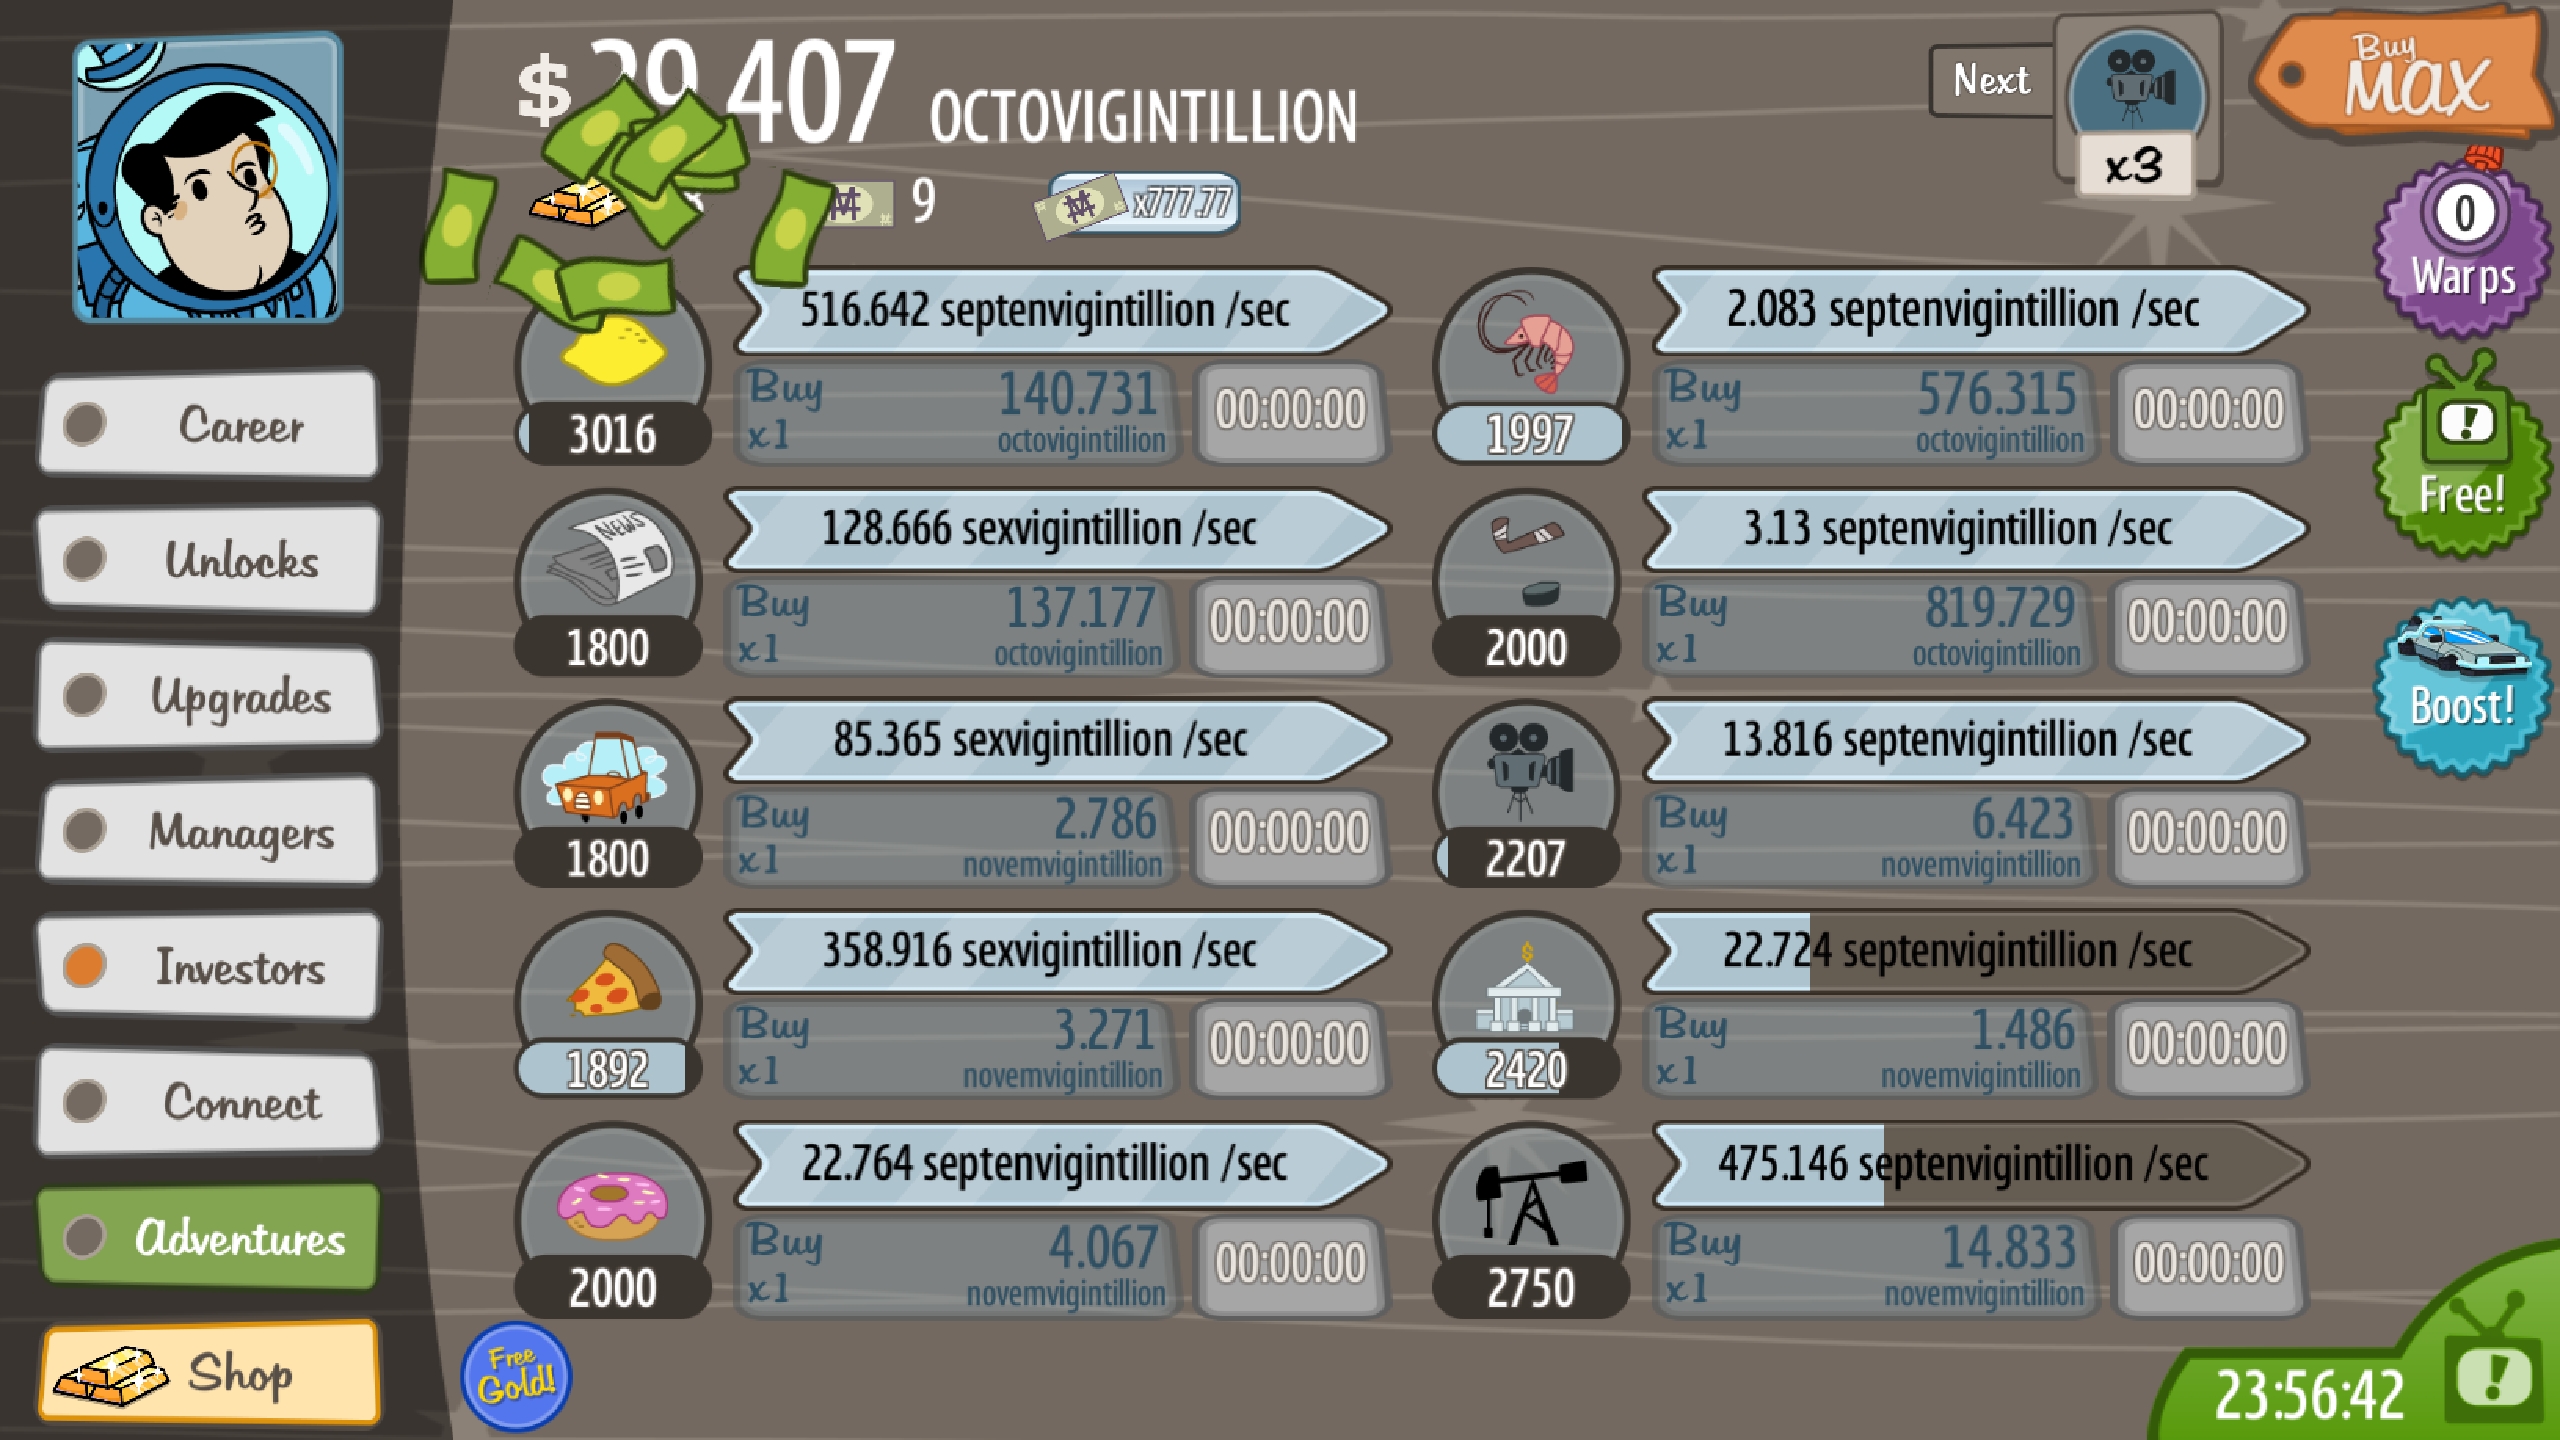 $ 29.407 OCTOVIGINTILLION
Next
x3
Buy
MAX
9
x777.77
0
Warps
Free!
Boost!
Career
Unlocks
Upgrades
Managers
Investors
Connect
Adventures
Shop
516.642 septenvigintillion /sec
3016
Buy 140.731
x1 octovigintillion
00:00:00
NEWS
128.666 sexvigintillion /sec
1800
Buy 137.177
x1 octovigintillion
00:00:00
85.365 sexvigintillion /sec
1800
Buy 2.786
x1 novemvigintillion
00:00:00
358.916 sexvigintillion /sec
1892
Buy 3.271
x1 novemvigintillion
00:00:00
22.764 septenvigintillion /sec
2000
Buy 4.067
x1 novemvigintillion
00:00:00
2.083 septenvigintillion /sec
1997
Buy 576.315
x1 octovigintillion
00:00:00
3.13 septenvigintillion /sec
2000
Buy 819.729
x1 octovigintillion
00:00:00
13.816 septenvigintillion /sec
2207
Buy 6.423
x1 novemvigintillion
00:00:00
22.724 septenvigintillion /sec
2420
Buy 1.486
x1 novemvigintillion
00:00:00
475.146 septenvigintillion /sec
2750
Buy 14.833
x1 novemvigintillion
00:00:00
Free
Gold!
23:56:42